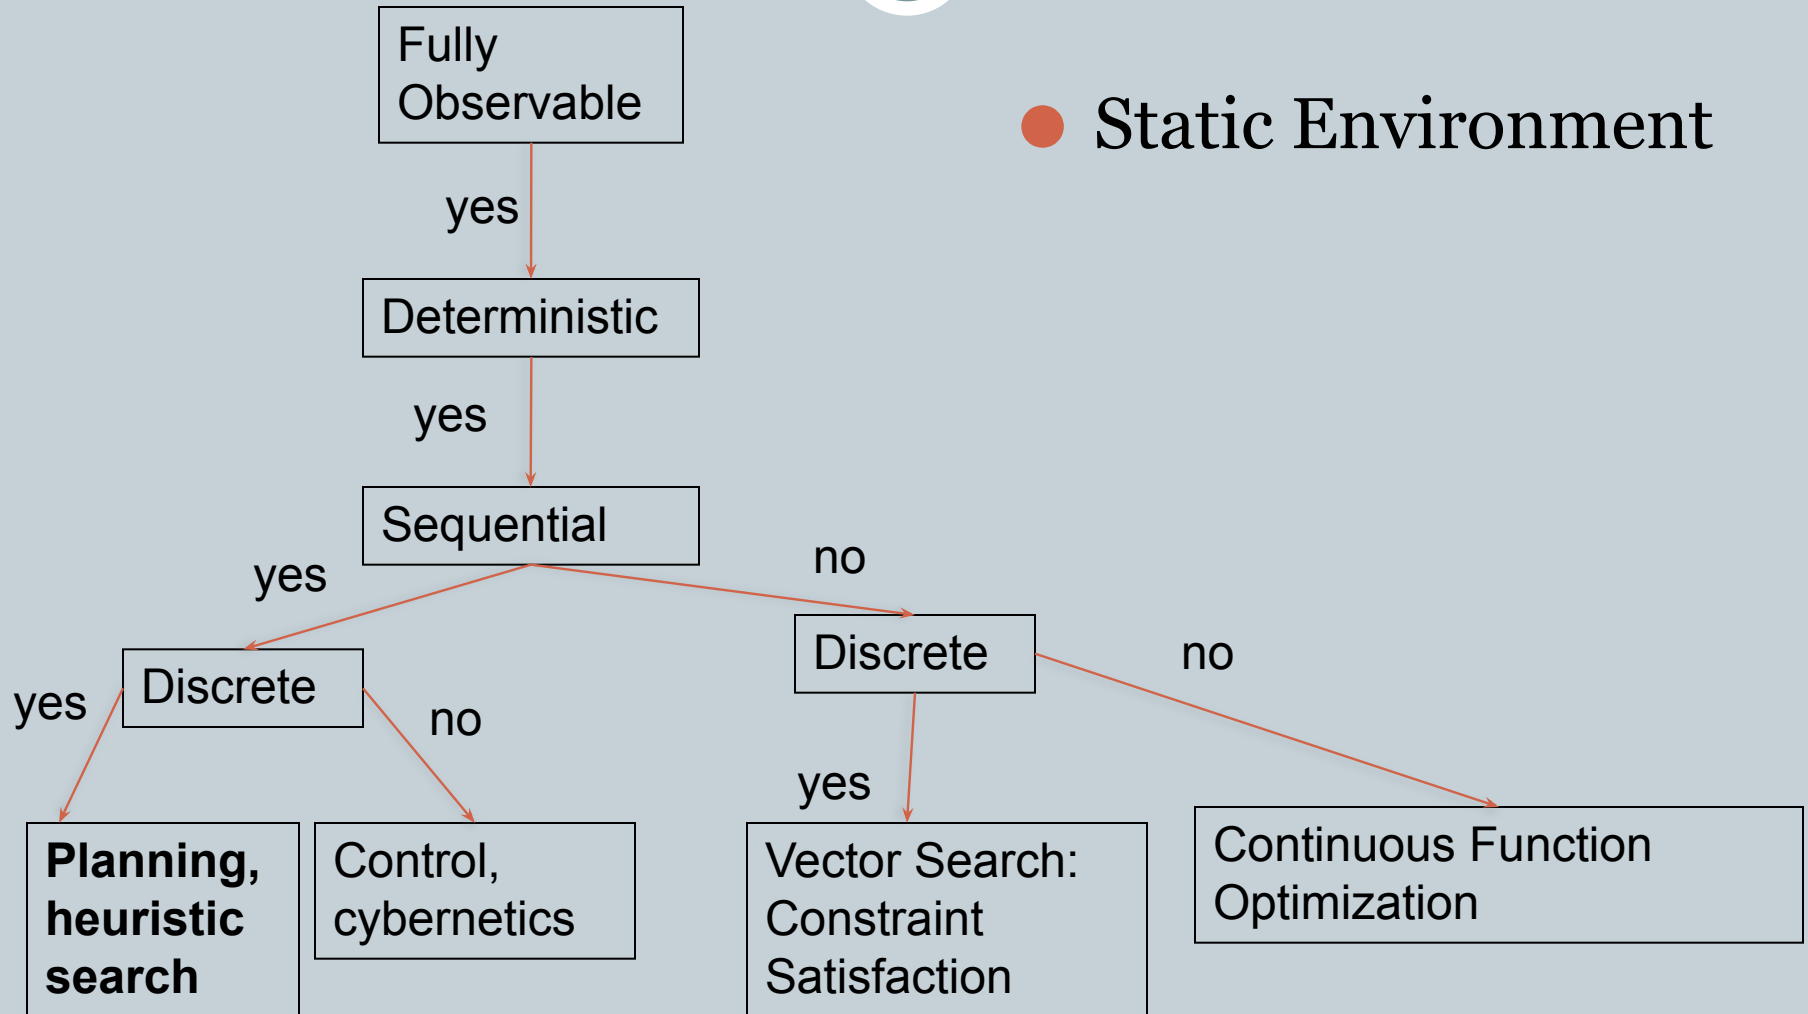 Fully
Observable
Static Environment
yes
Deterministic
yes
Sequential
yes
no
Discrete
Discrete
yes
no
no
yes
Planning,
heuristic
search
Control,
cybernetics
Vector Search:
Constraint
Satisfaction
Continuous Function
Optimization